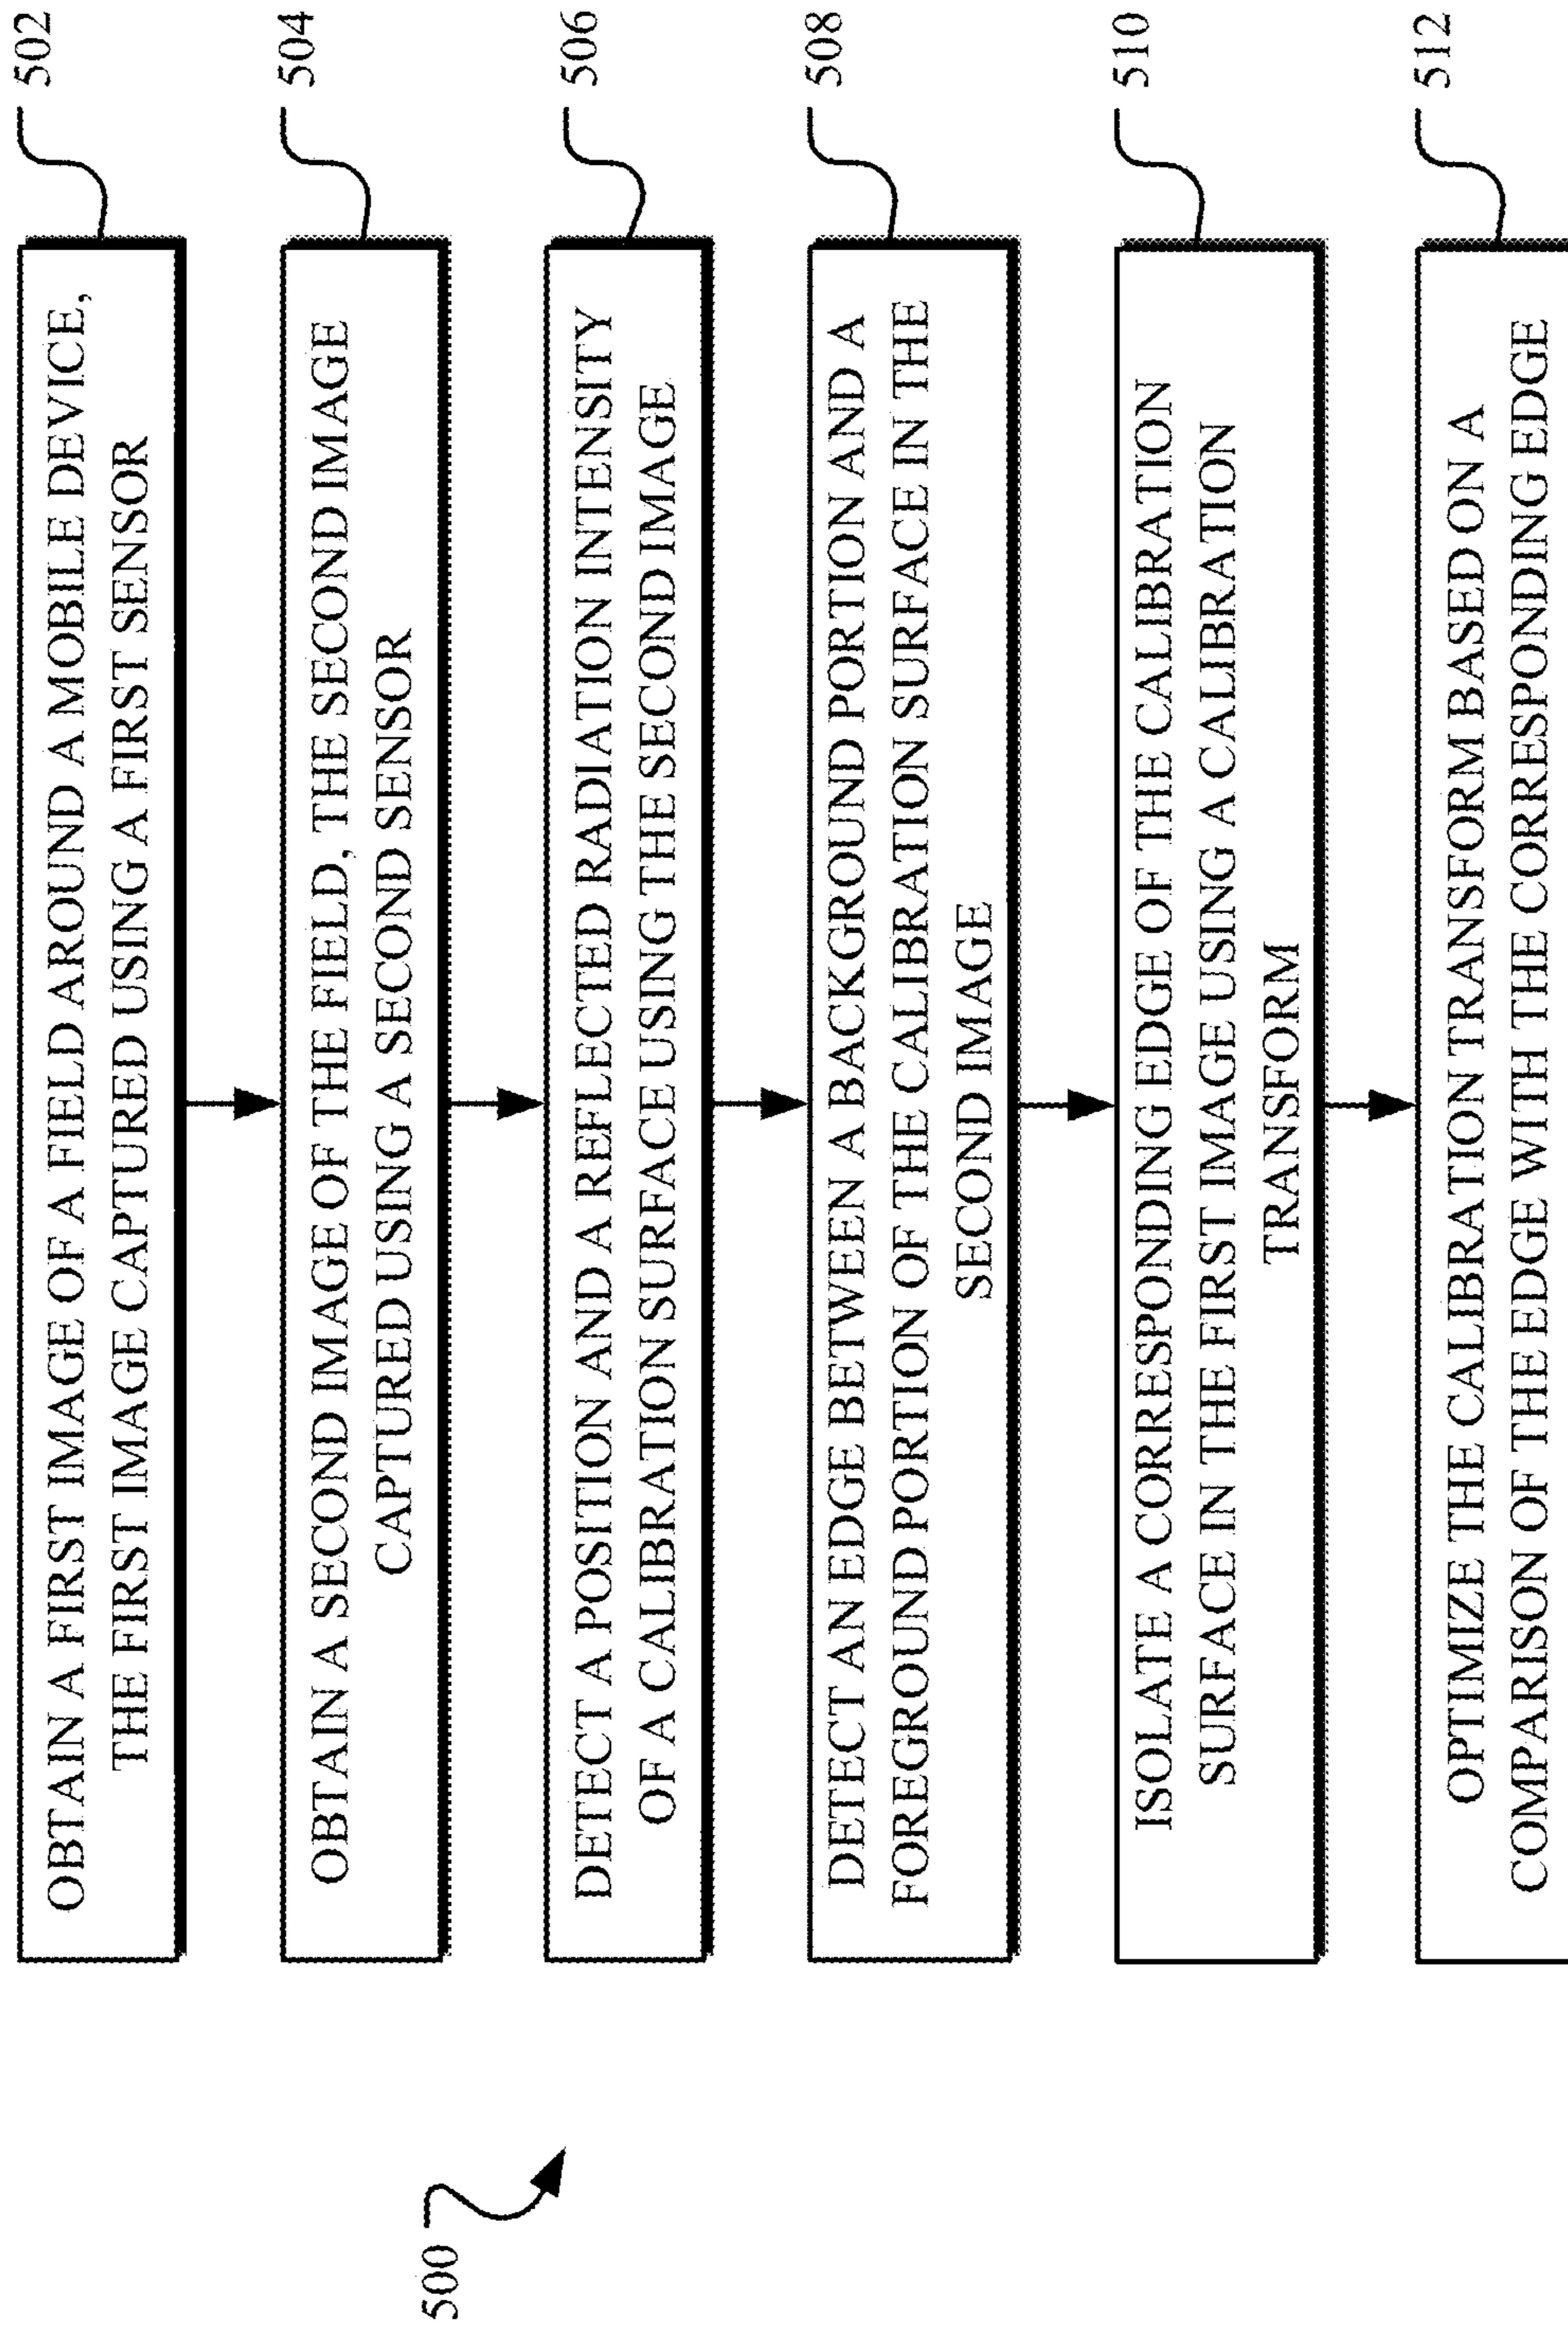 500
OBTAIN A FIRST IMAGE OF A FIELD AROUND A MOBILE DEVICE,
THE FIRST IMAGE CAPTURED USING A FIRST SENSOR
502
OBTAIN A SECOND IMAGE OF THE FIELD, THE SECOND IMAGE
CAPTURED USING A SECOND SENSOR
504
DETECT A POSITION AND A REFLECTED RADIATION INTENSITY
OF A CALIBRATION SURFACE USING THE SECOND IMAGE
506
DETECT AN EDGE BETWEEN A BACKGROUND PORTION AND A
FOREGROUND PORTION OF THE CALIBRATION SURFACE IN THE
SECOND IMAGE
508
ISOLATE A CORRESPONDING EDGE OF THE CALIBRATION
SURFACE IN THE FIRST IMAGE USING A CALIBRATION
TRANSFORM
510
OPTIMIZE THE CALIBRATION TRANSFORM BASED ON A
COMPARISON OF THE EDGE WITH THE CORRESPONDING EDGE
512